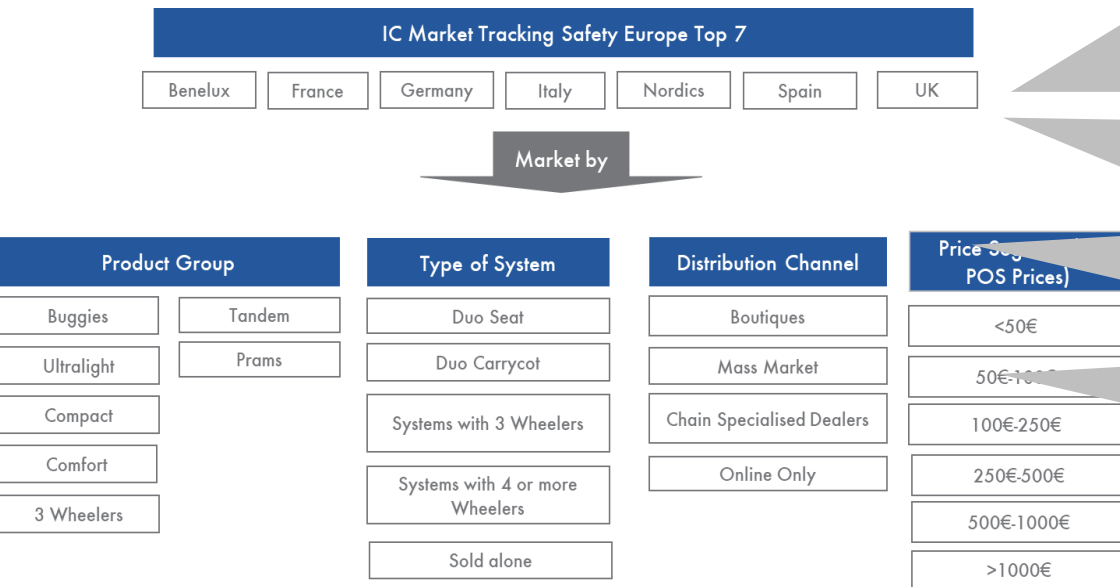 IC Market Tracking Safety Europe Top 7
Benelux
France
Germany
Italy
Nordics
Spain
UK
Market by
Product Group
Buggies
Ultralight
Compact
Comfort
3 Wheelers
Tandem
Prams
Type of System
Duo Seat
Duo Carrycot
Systems with 3 Wheelers
Systems with 4 or more
Wheelers
Sold alone
Distribution Channel
Boutiques
Mass Market
Chain Specialised Dealers
Online Only
Price
POS Prices)
<50€
100€-250€
250€-500€
500€-1000€
>1000€